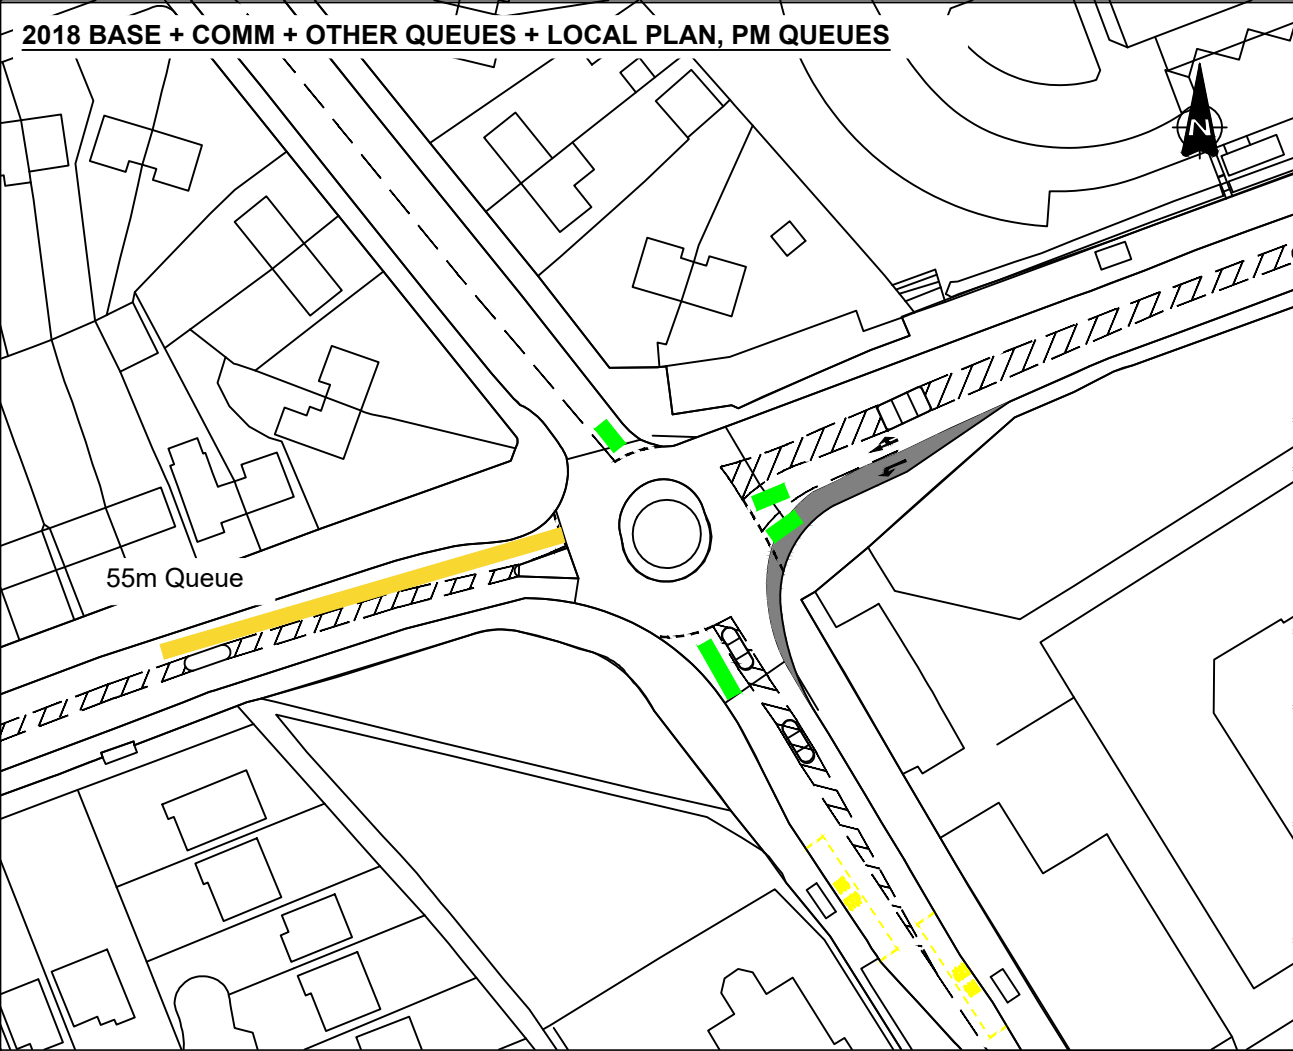 2018 BASE + COMM + OTHER QUEUES + LOCAL PLAN, PM QUEUES
N
55m Queue